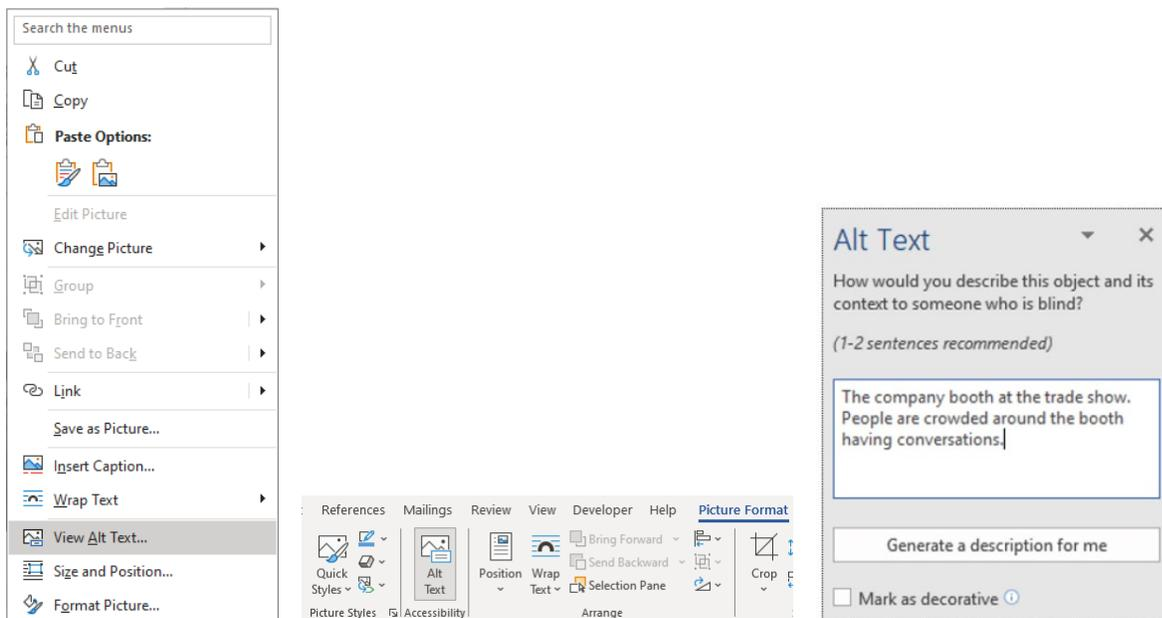 Search the menus
Cut
Copy
Paste Options:
Edit Picture
Change Picture
Group
Bring to Front
Send to Back
Link
Save as Picture...
Insert Caption...
Wrap Text
View Alt Text...
Size and Position...
Format Picture...
References Mailings Review View Developer Help Picture Format
Quick
Styles
Alt
Text
Position
Wrap
Text
Bring Forward
Send Backward
Selection Pane
Crop
Picture Styles Accessibility Arrange
Alt Text
How would you describe this object and its
context to someone who is blind?
(1-2 sentences recommended)
The company booth at the trade show.
People are crowded around the booth
having conversations.
Generate a description for me
Mark as decorative